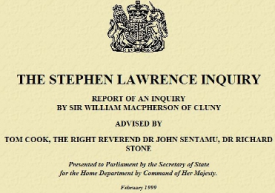 THE STEPHEN LAWRENCE INQUIRY
REPORT OF AN INQUIRY
BY SIR WILLIAM MACPHERSON OF CLUNY
ADVISED BY
TOM COOK, THE RIGHT REVEREND DR JOHN SENTAMU, DR RICHARD
STONE
Presented to Parliament by the Secretary of State
for the Home Department by Command of Her Majesty.
February 1999